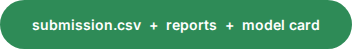 submission.csv + reports + model card